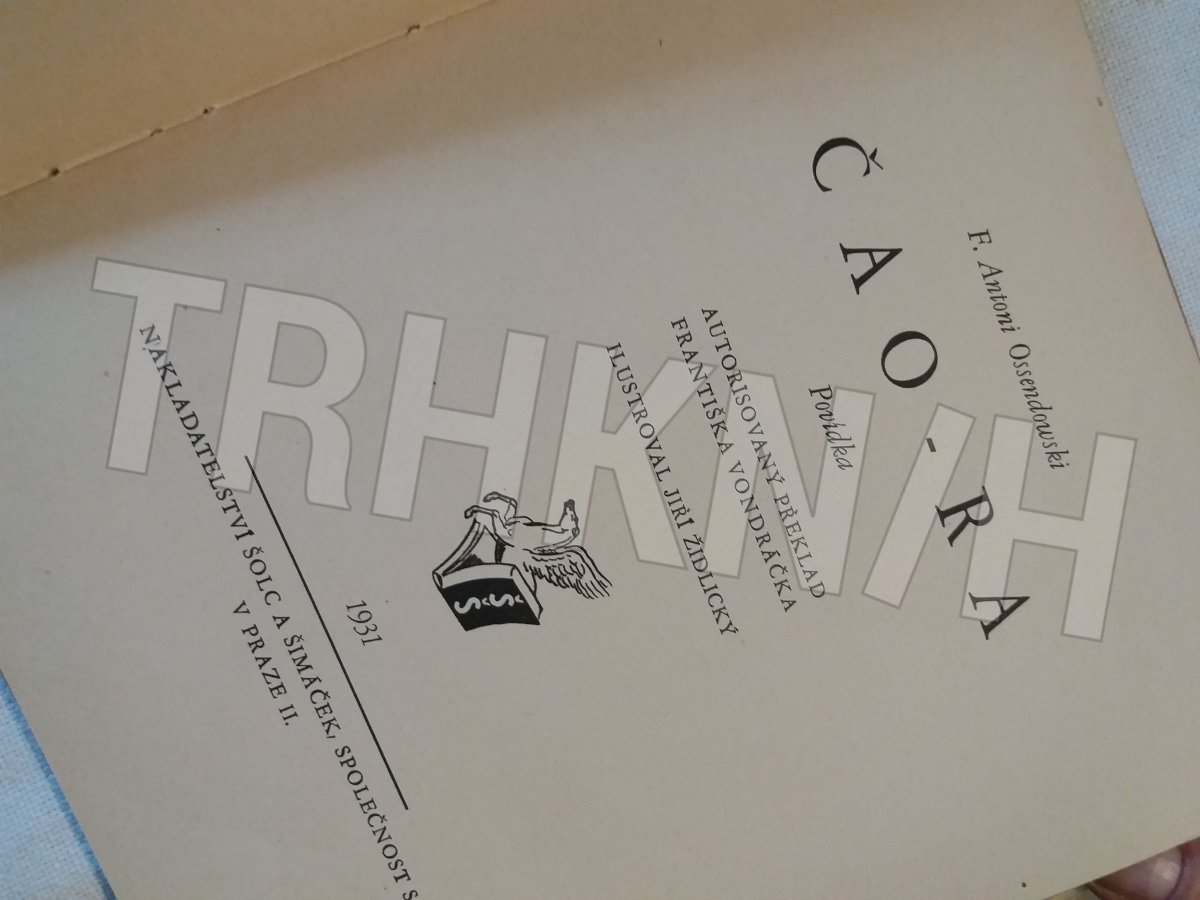 F. Antoni Ossendowski
ČAO-RA
Povídka
AUTORISOVANÝ PŘEKLAD
FRANTIŠKA VONDRÁČKA
ILUSTROVAL JIŘÍ ŽIDLICKÝ
ŠŠ
1931
NAKLADATELSTVÍ ŠOLC A ŠIMÁČEK, SPOLEČNOST S
V PRAZE II.
TRHKNIH